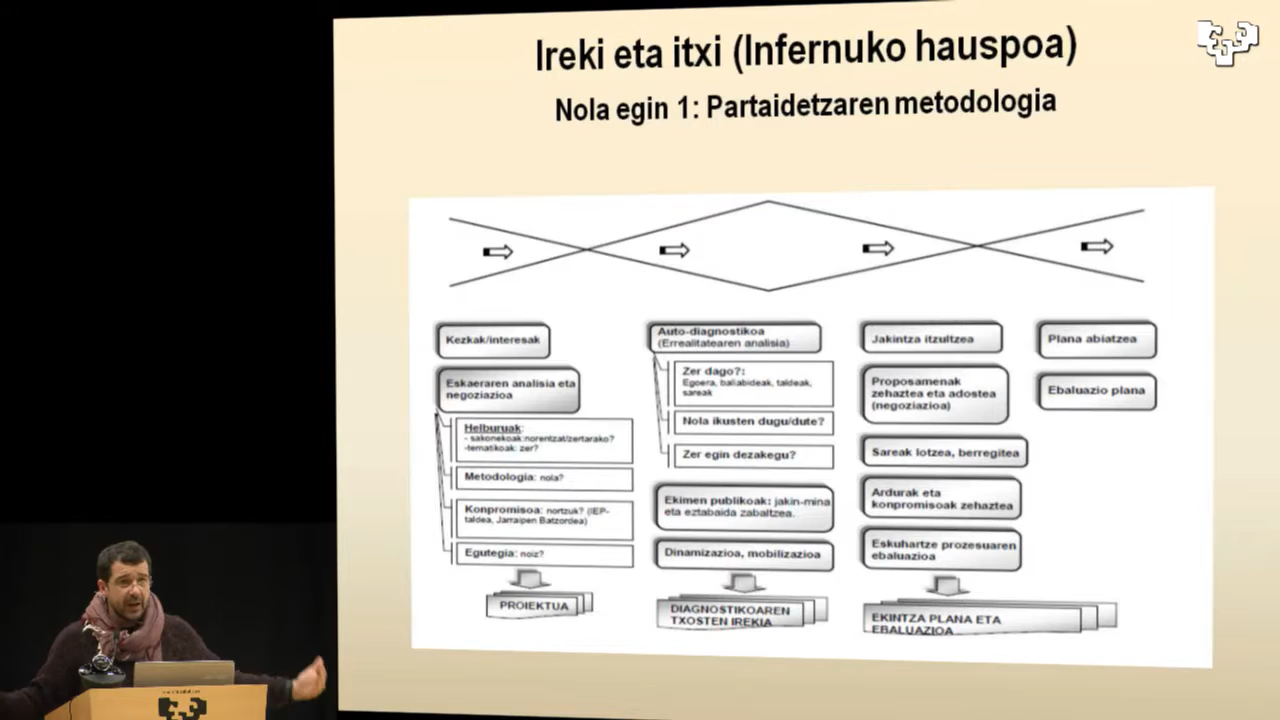 Ireki eta itxi (Infernuko hauspoa)
Nola egin 1: Partaidetzaren metodologia
Kezkak/interesak
Eskaeraren analisia eta
negoziazioa
Helburuak:
- sakonekoak:norentzat/zertarako?
-tematikoak: zer?
Metodologia: nola?
Konpromisoa: nortzuk? (IEP-
taldea, Jarraipen Batzordea)
Egutegia: noiz?
PROIEKTUA
Auto-diagnostikoa
(Errealitatearen analisia)
Zer dago?:
Egoera, baliabideak, taldeak,
sareak
Nola ikusten dugu/dute?
Zer egin dezakegu?
Ekimen publikoak: jakin-mina
eta eztabaida zabaltzea.
Dinamizazioa, mobilizazioa
DIAGNOSTIKOAREN
TXOSTEN IREKIA
Jakintza itzultzea
Proposamenak
zehaztea eta adostea
(negoziazioa)
Sareak lotzea, berregitea
Ardurak eta
konpromisoak zehaztea
Eskuhartze prozesuaren
ebaluazioa
EKINTZA PLANA ETA
EBALUAZIOA
Plana abiatzea
Ebaluazio plana